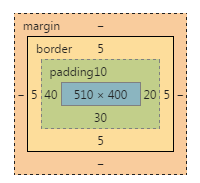 margin –
border 5
padding10
– 5 40 510 × 400 20 5 –
30
5
–